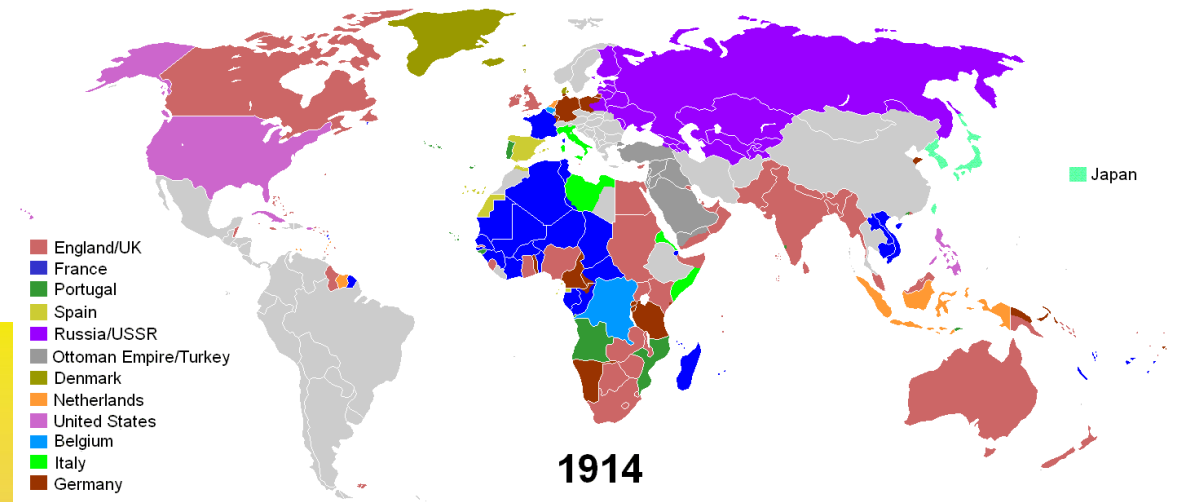 Japan
England/UK
France
Portugal
Spain
Russia/USSR
Ottoman Empire/Turkey
Denmark
Netherlands
United States
Belgium
Italy
Germany
1914